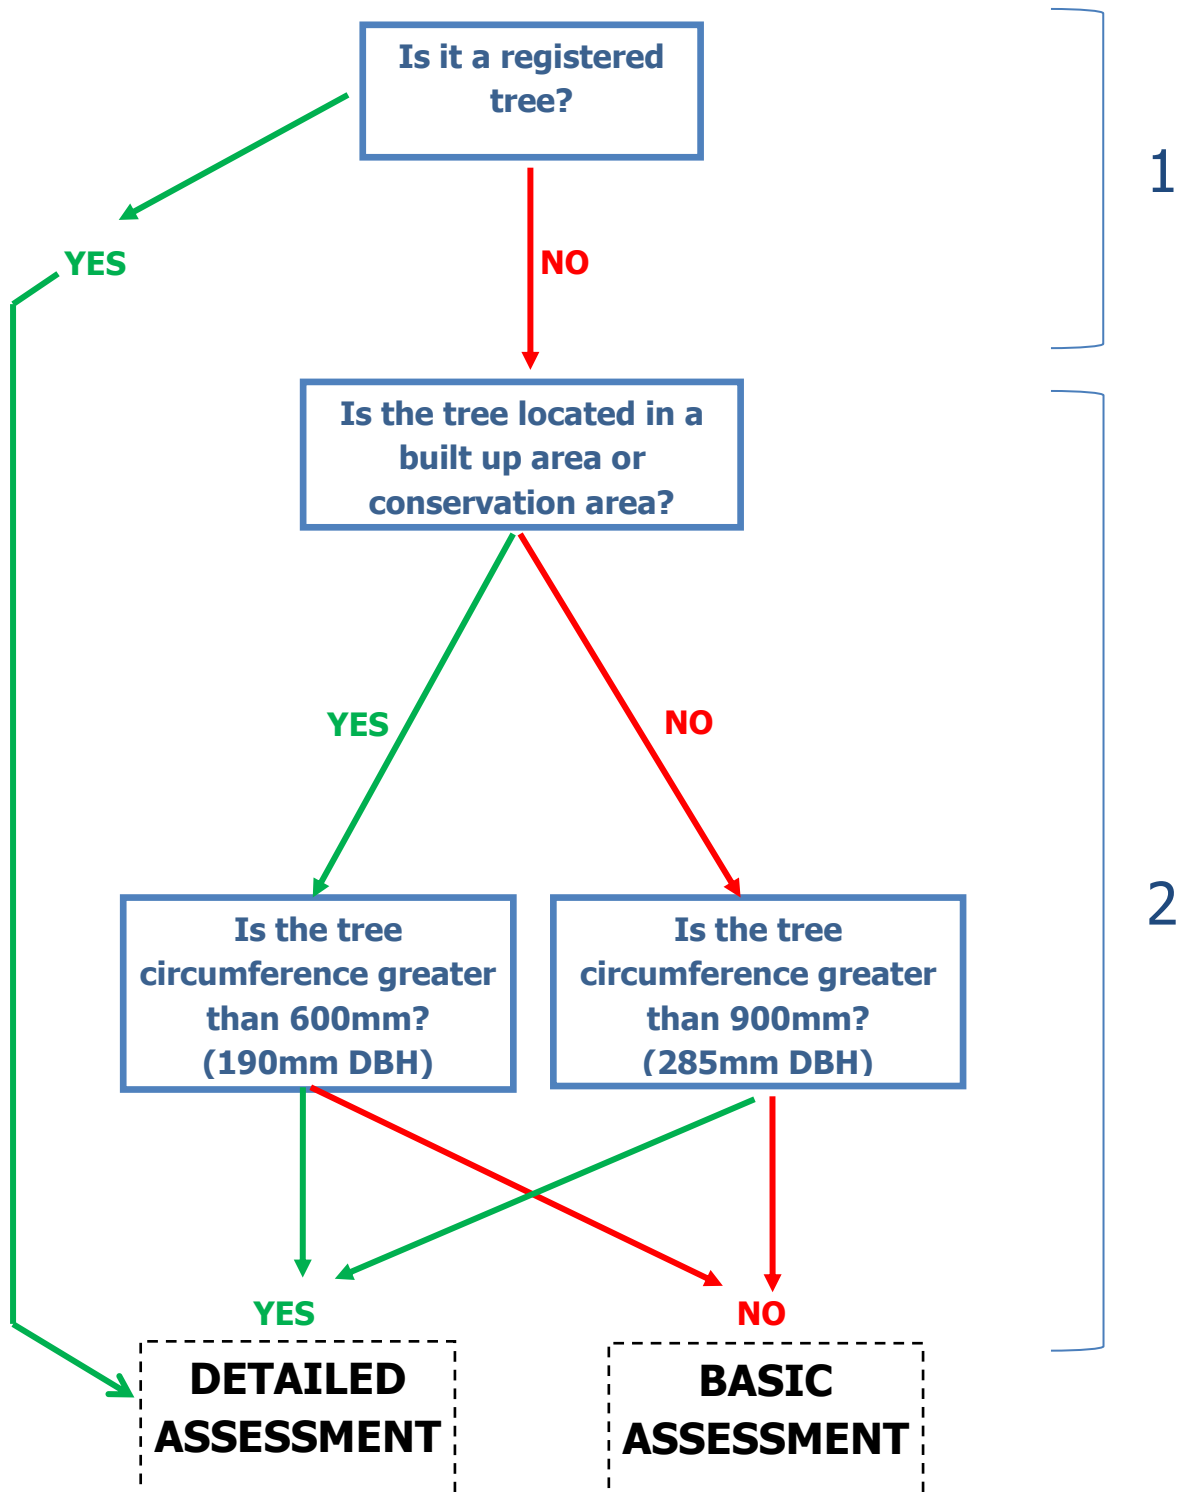 Is it a registered
tree?
1
YES
NO
Is the tree located in a
built up area or
conservation area?
YES
NO
2
Is the tree
circumference greater
than 600mm?
(190mm DBH)
Is the tree
circumference greater
than 900mm?
(285mm DBH)
YES
NO
DETAILED
ASSESSMENT
BASIC
ASSESSMENT